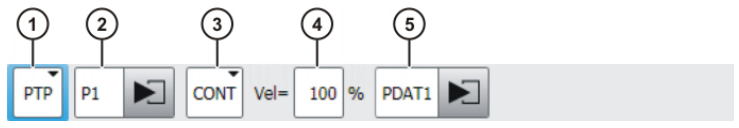 1 2 3 4 5
PTP P1 CONT Vel= 100 % PDAT1